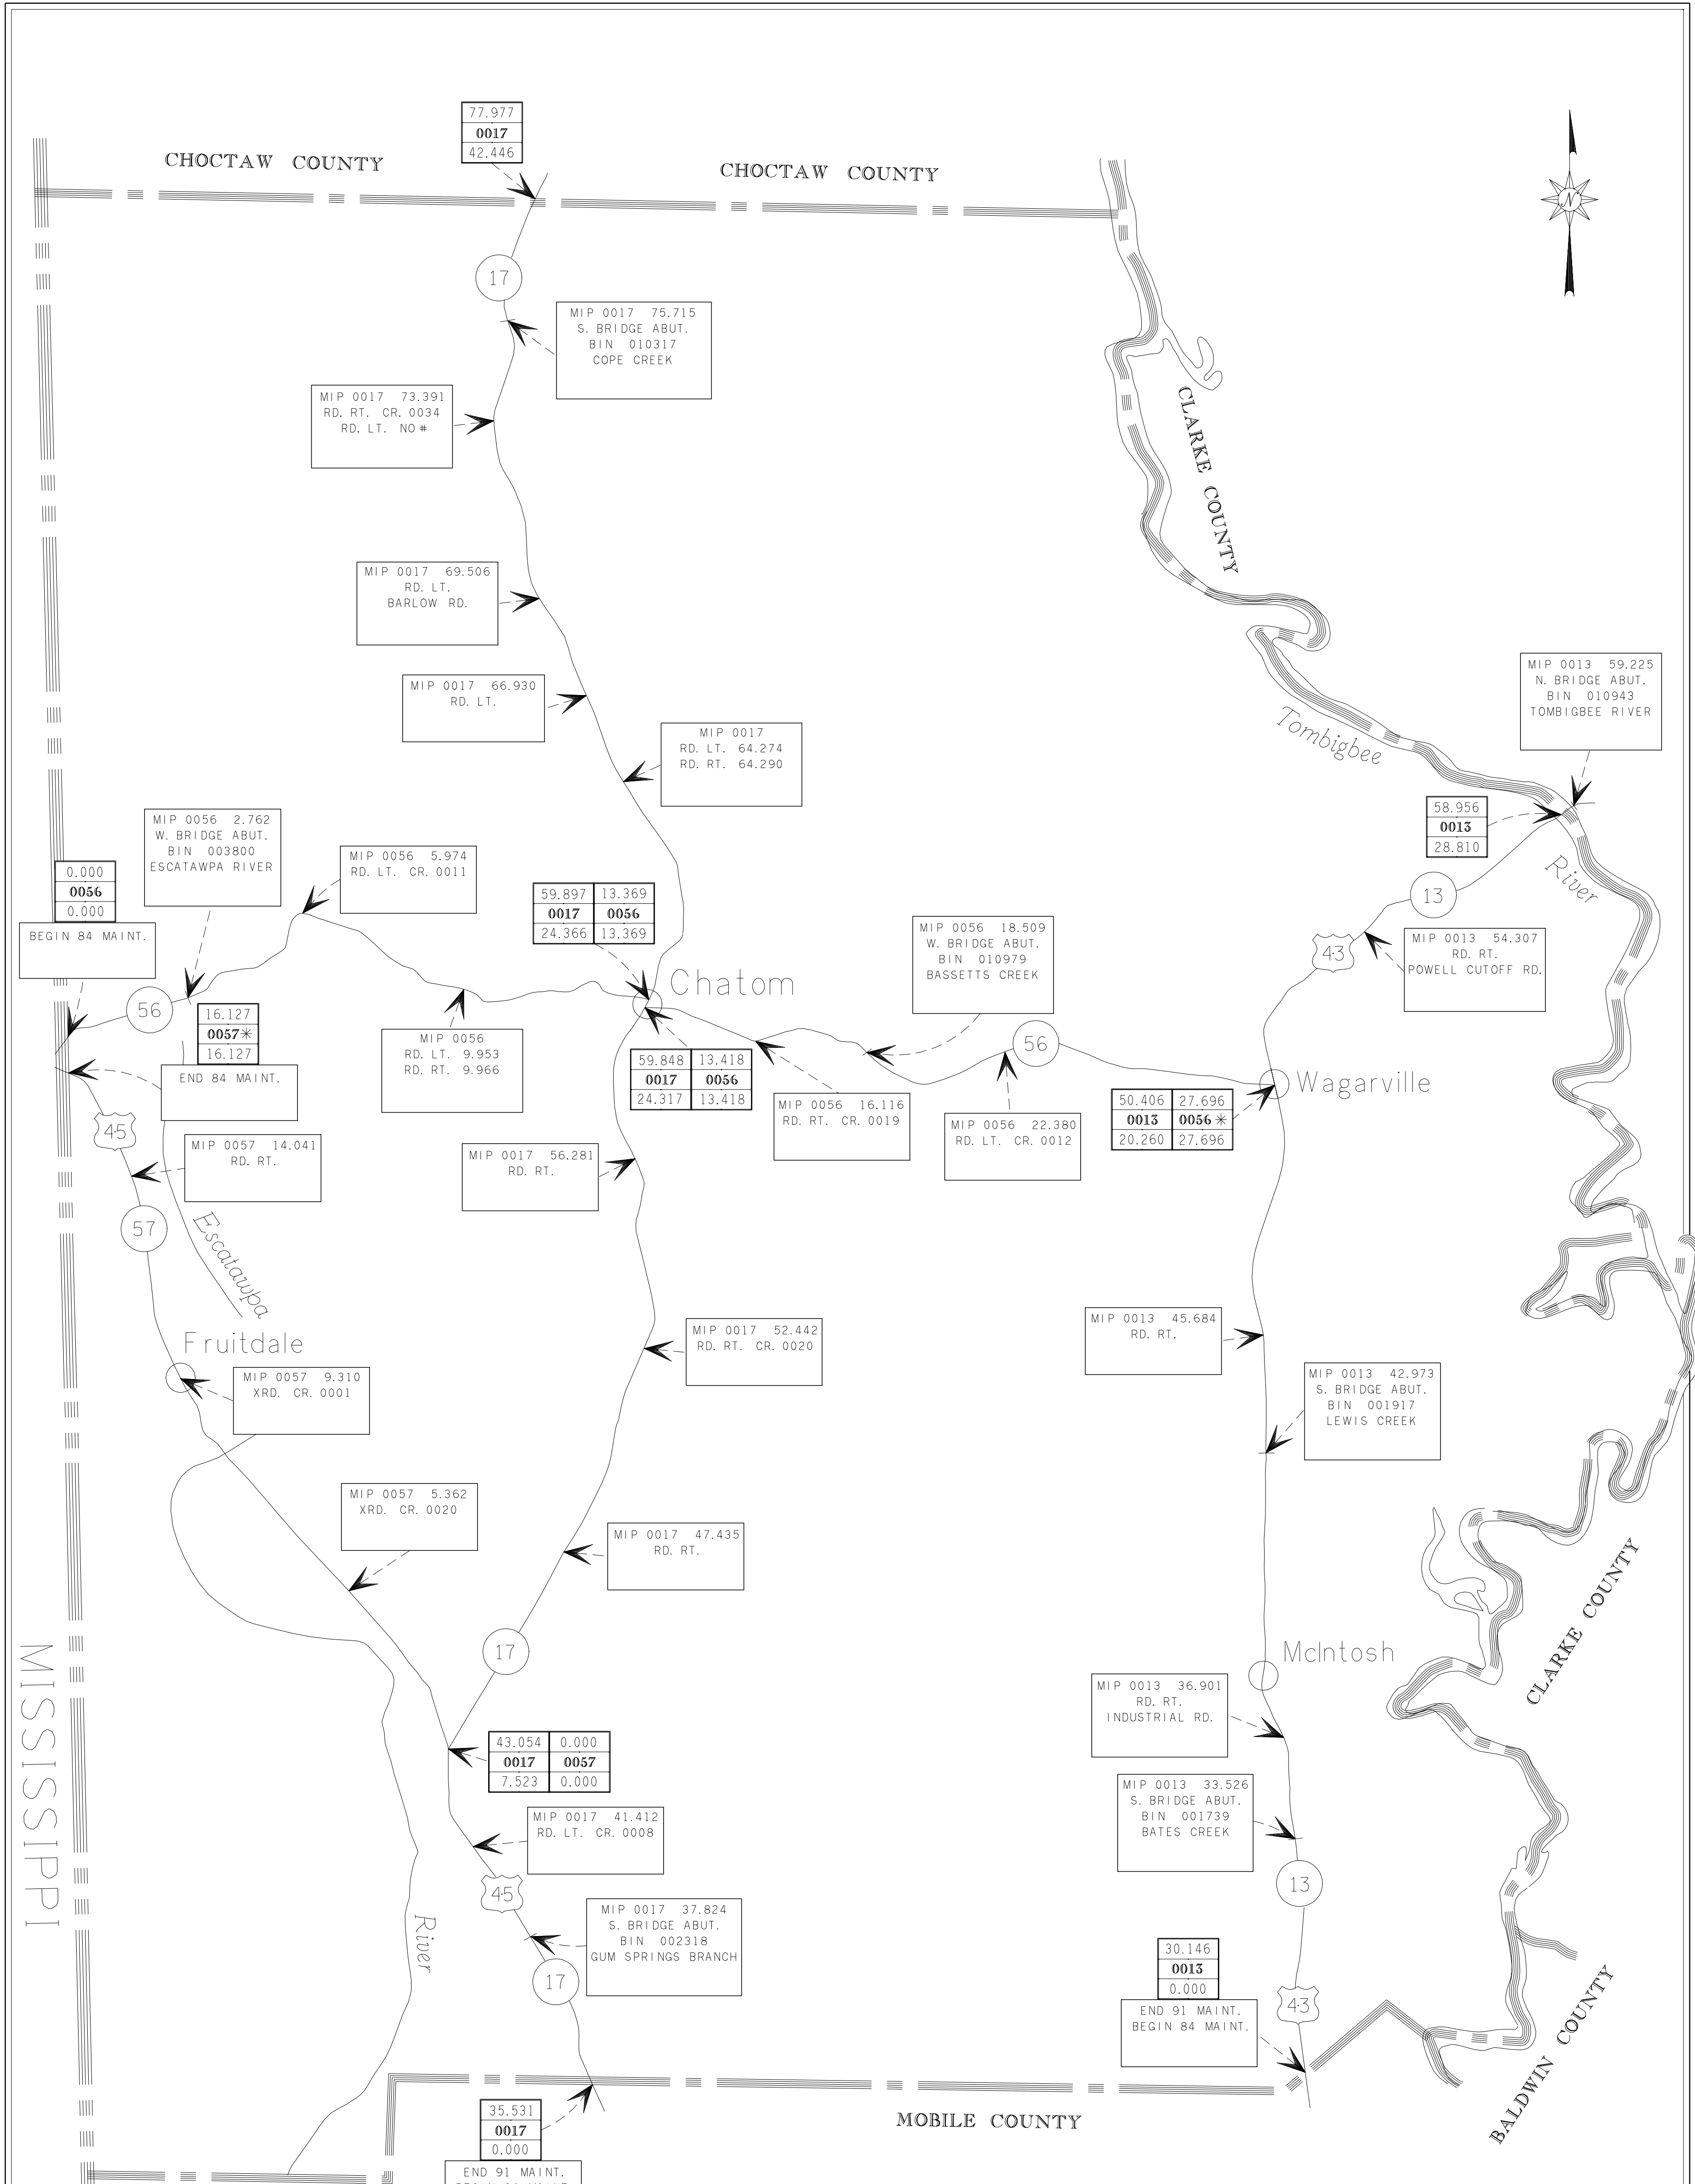 77.977
0017
42.446
CHOCTAW COUNTY
CHOCTAW COUNTY
N
17
MIP 0017 75.715
S. BRIDGE ABUT.
BIN 010317
COPE CREEK
MIP 0017 73.391
RD. RT. CR. 0034
RD. LT. NO #
CLARKE COUNTY
MIP 0017 69.506
RD. LT.
BARLOW RD.
MIP 0017 66.930
RD. LT.
MIP 0017
RD. LT. 64.274
RD. RT. 64.290
MIP 0013 59.225
N. BRIDGE ABUT.
BIN 010943
TOMBIGBEE RIVER
Tombigbee
River
58.956
0013
28.810
MIP 0056 2.762
W. BRIDGE ABUT.
BIN 003800
ESCATAWPA RIVER
MIP 0056 5.974
RD. LT. CR. 0011
0.000
0056
0.000
BEGIN 84 MAINT.
59.897 13.369
0017 0056
24.366 13.369
Chatom
MIP 0056 18.509
W. BRIDGE ABUT.
BIN 010979
BASSETTS CREEK
13
43
MIP 0013 54.307
RD. RT.
POWELL CUTOFF RD.
56
16.127
0057*
16.127
END 84 MAINT.
MIP 0056
RD. LT. 9.953
RD. RT. 9.966
59.848 13.418
0017 0056
24.317 13.418
56
MIP 0056 16.116
RD. RT. CR. 0019
MIP 0056 22.380
RD. LT. CR. 0012
50.406 27.696
0013 0056 *
20.260 27.696
Wagarville
45
MIP 0057 14.041
RD. RT.
MIP 0017 56.281
RD. RT.
57
Escatawpa
Fruitdale
MIP 0057 9.310
XRD. CR. 0001
MIP 0017 52.442
RD. RT. CR. 0020
MIP 0013 45.684
RD. RT.
MIP 0013 42.973
S. BRIDGE ABUT.
BIN 001917
LEWIS CREEK
MIP 0057 5.362
XRD. CR. 0020
MIP 0017 47.435
RD. RT.
CLARKE COUNTY
MISSISSIPPI
17
McIntosh
MIP 0013 36.901
RD. RT.
INDUSTRIAL RD.
43.054 0.000
0017 0057
7.523 0.000
MIP 0013 33.526
S. BRIDGE ABUT.
BIN 001739
BATES CREEK
MIP 0017 41.412
RD. LT. CR. 0008
45
13
MIP 0017 37.824
S. BRIDGE ABUT.
BIN 002318
GUM SPRINGS BRANCH
River
17
30.146
0013
0.000
END 91 MAINT.
BEGIN 84 MAINT.
43
BALDWIN COUNTY
35.531
0017
0.000
MOBILE COUNTY
END 91 MAINT.